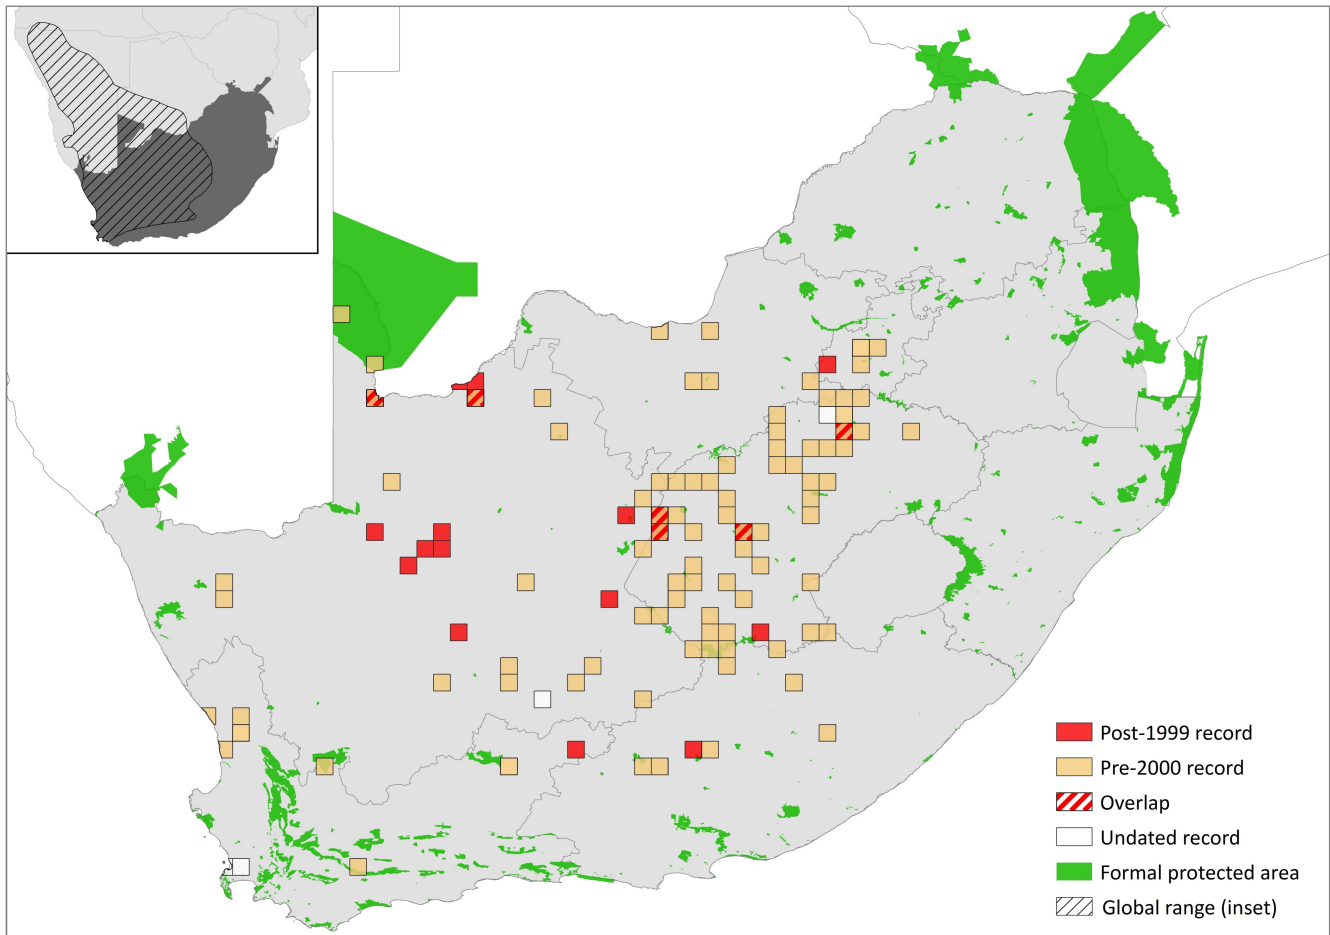 Post-1999 record
Pre-2000 record
Overlap
Undated record
Formal protected area
Global range (inset)